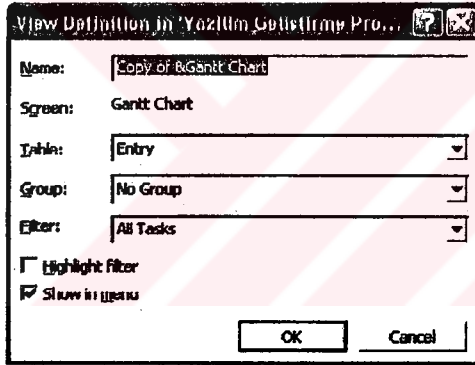 View Definition in 'Yazilim Gelistirme Pro...
Name: Copy of &Gantt Chart
Screen: Gantt Chart
Table: Entry
Group: No Group
Filter: All Tasks
Highlight filter
Show in menu
OK Cancel